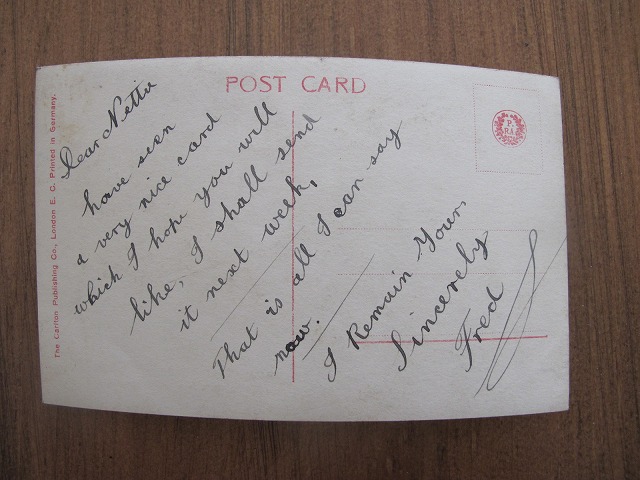 POST CARD
Dear Netta
have seen
a very nice card
which I hope you will
like, I shall send
it next week,
That is all I can say
now.
I Remain Yours
Sincerely
Fred
The Carlton Publishing Co., London E. C. Printed in Germany.